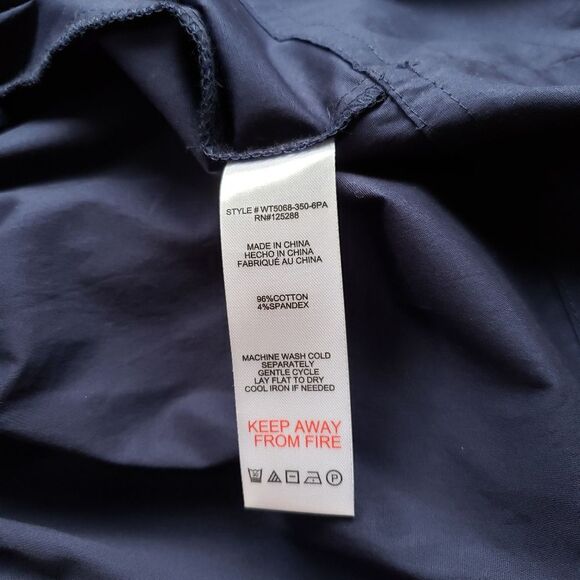 STYLE # WT5068-350-6PA
RN#125288
MADE IN CHINA
HECHO IN CHINA
FABRIQUÉ AU CHINA
96%COTTON
4%SPANDEX
MACHINE WASH COLD
SEPARATELY
GENTLE CYCLE
LAY FLAT TO DRY
COOL IRON IF NEEDED
KEEP AWAY
FROM FIRE
P